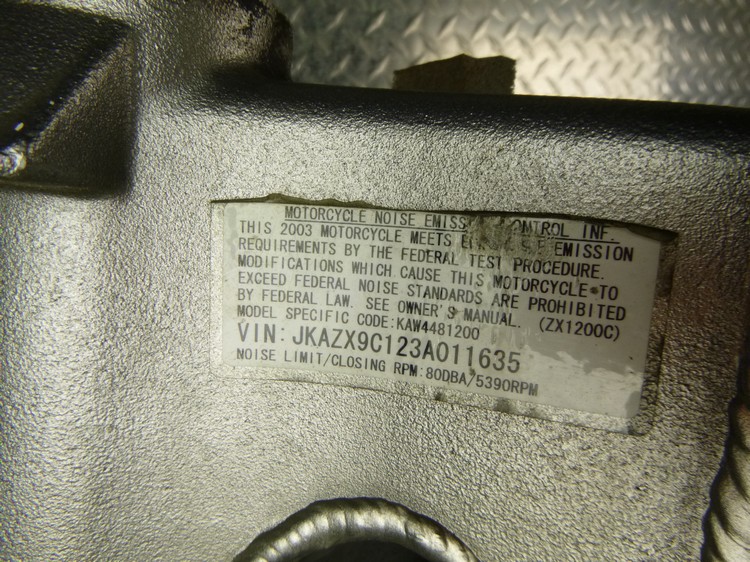 MOTORCYCLE NOISE EMISS CONTROL INF.
THIS 2003 MOTORCYCLE MEETS EMISSION
REQUIREMENTS BY THE FEDERAL TEST PROCEDURE.
MODIFICATIONS WHICH CAUSE THIS MOTORCYCLE TO
EXCEED FEDERAL NOISE STANDARDS ARE PROHIBITED
BY FEDERAL LAW. SEE OWNER'S MANUAL. (ZX1200C)
MODEL SPECIFIC CODE:KAW4481200
VIN: JKAZX9C123A011635
NOISE LIMIT/CLOSING RPM:80DBA/5390RPM